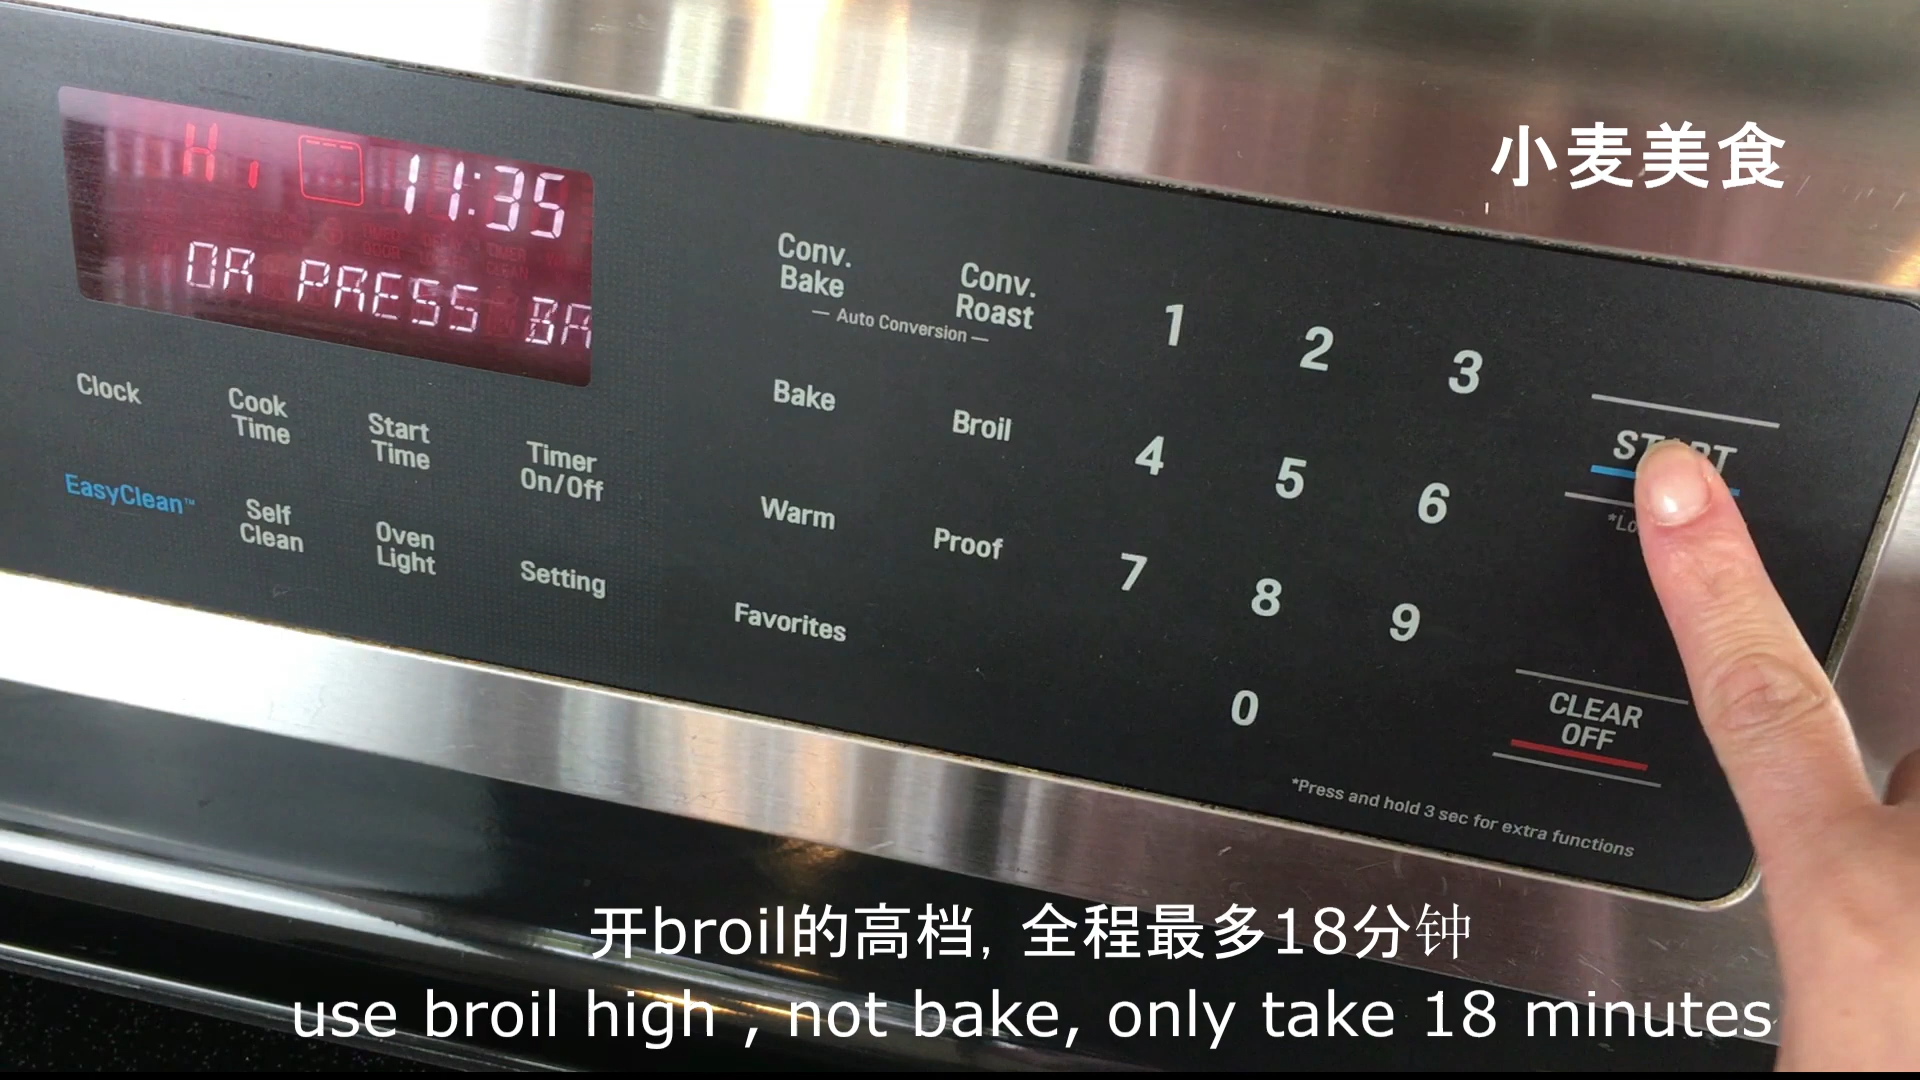 小麦美食
Hi 11:35
OR PRESS BA
Clock
Cook
Time
Start
Time
Timer
On/Off
EasyClean™
Self
Clean
Oven
Light
Setting
Conv.
Bake
Conv.
Roast
Auto Conversion
Bake
Broil
Warm
Proof
Favorites
1 2 3
4 5 6
7 8 9
0
START
CLEAR
OFF
*Press and hold 3 sec for extra functions
开broil的高档，全程最多18分钟
use broil high , not bake, only take 18 minutes